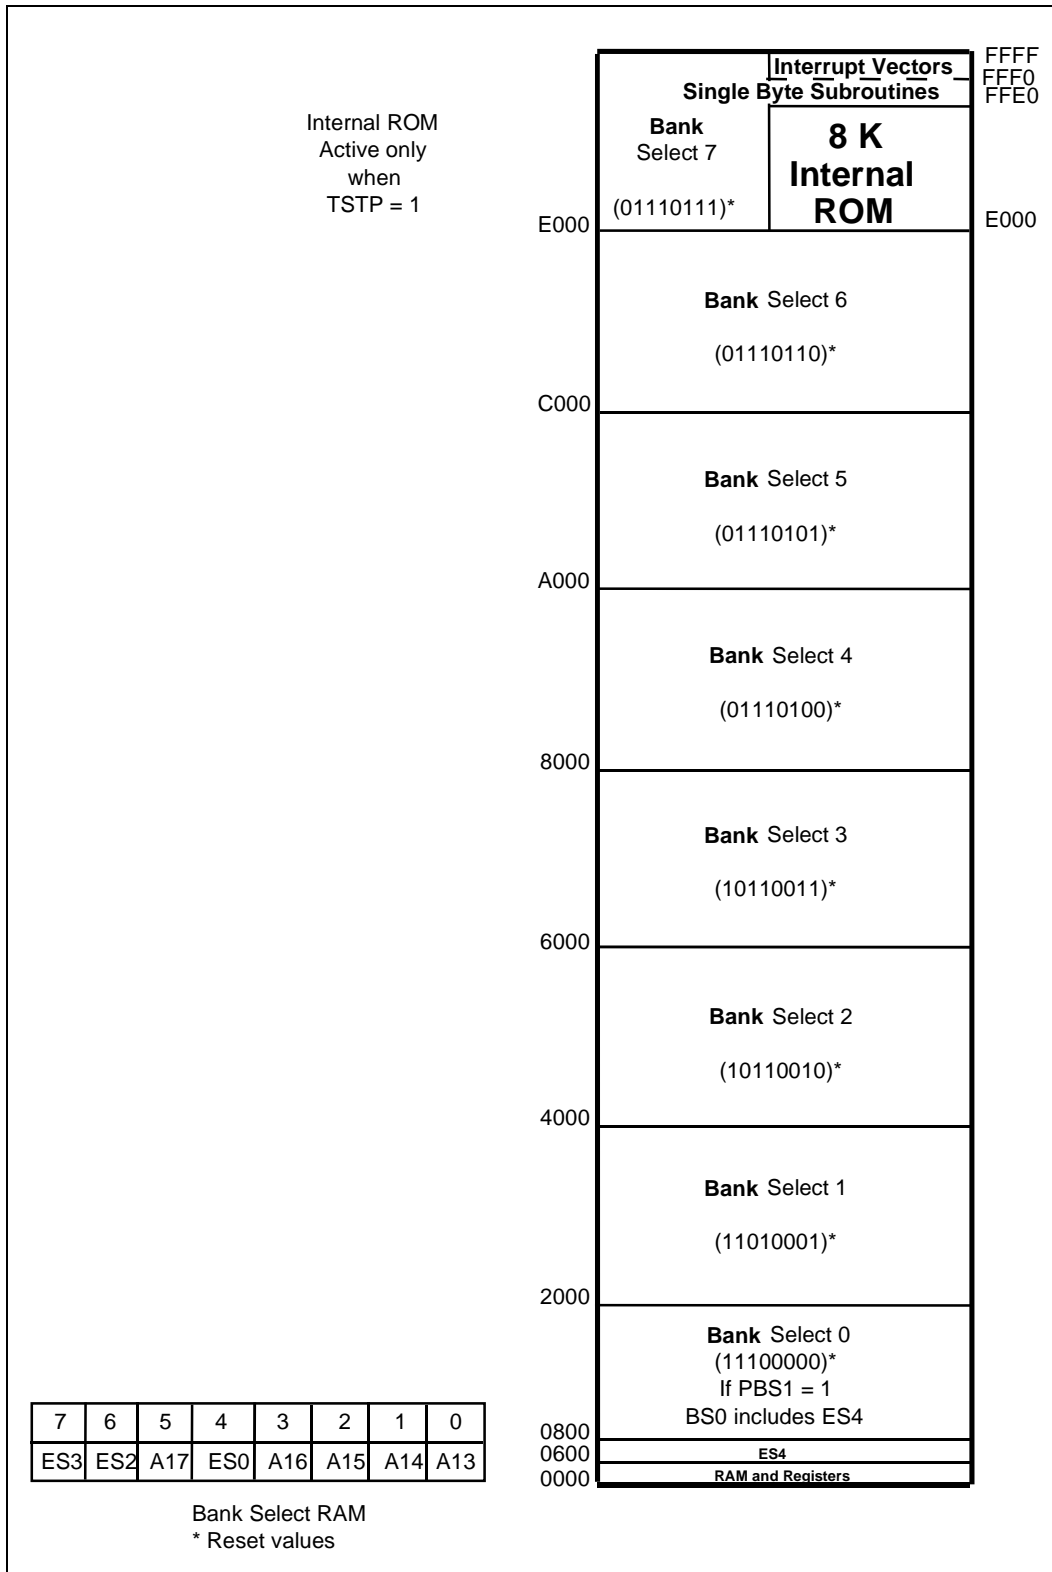 FFFF
Interrupt Vectors
FFF0
Single Byte Subroutines
FFE0
Internal ROM
Active only
when
TSTP = 1
Bank
Select 7
(01110111)*
8 K
Internal
ROM
E000
E000
Bank Select 6
(01110110)*
C000
Bank Select 5
(01110101)*
A000
Bank Select 4
(01110100)*
8000
Bank Select 3
(10110011)*
6000
Bank Select 2
(10110010)*
4000
Bank Select 1
(11010001)*
2000
Bank Select 0
(11100000)*
If PBS1 = 1
BS0 includes ES4
0800
0600
ES4
0000
RAM and Registers
7 6 5 4 3 2 1 0
ES3 ES2 A17 ES0 A16 A15 A14 A13
Bank Select RAM
* Reset values